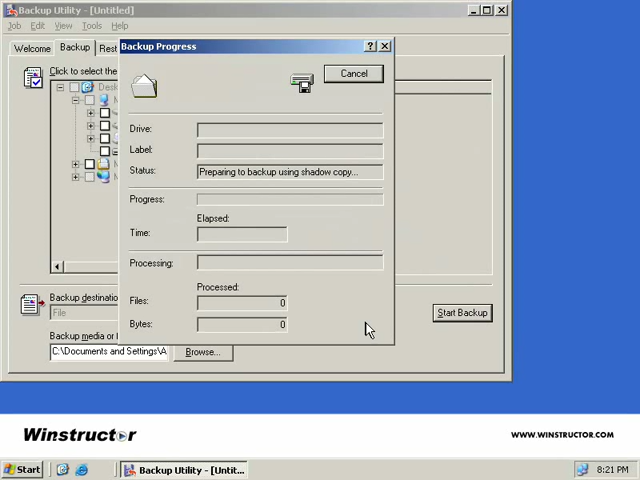 Backup Utility - [Untitled]
Job Edit View Tools Help
Welcome Backup Rest
Click to select the
Desk
Backup Progress
Cancel
Drive:
Label:
Status: Preparing to backup using shadow copy...
Progress:
Elapsed:
Time:
Processing:
Processed:
Files: 0
Bytes: 0
Backup destinatio
File
Backup media or f
C:\Documents and Settings\A
Browse...
Start Backup
Winstructor
WWW.WINSTRUCTOR.COM
Start
Backup Utility - [Untit...
8:21 PM